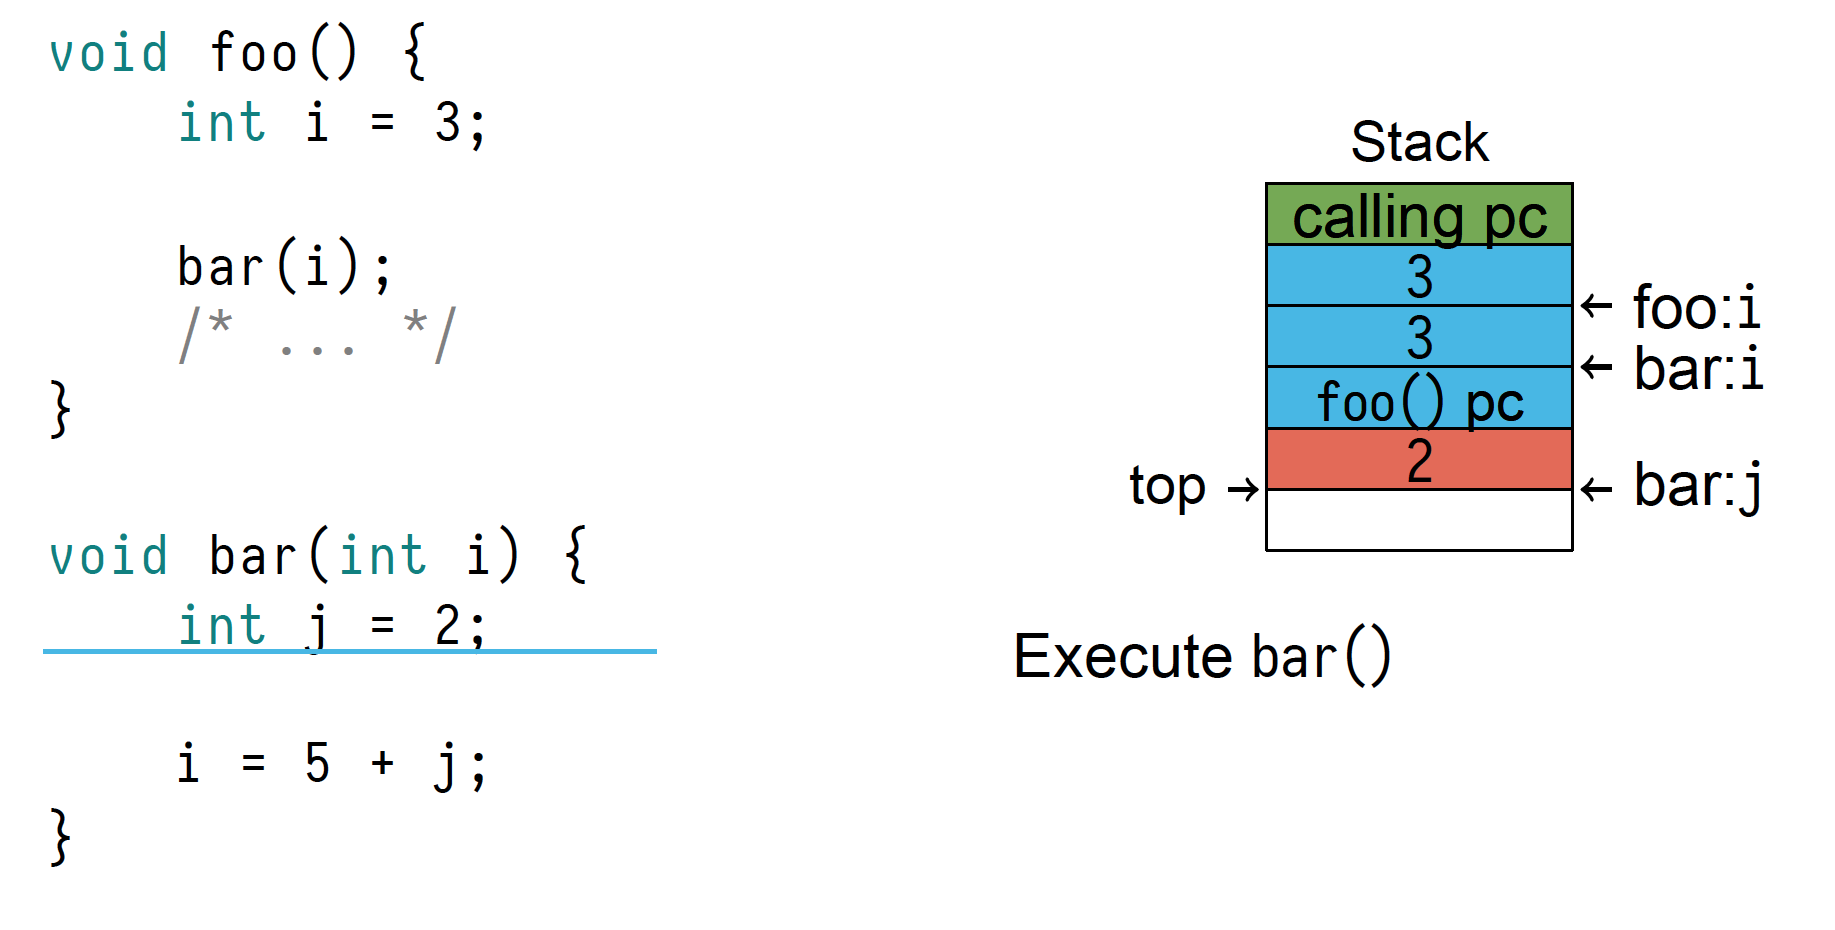 void foo() {
    int i = 3;

    bar(i);
    /* ... */
}

void bar(int i) {
    int j = 2;

    i = 5 + j;
}
Stack
calling pc
3
foo:i
3
bar:i
foo() pc
2
top → ← bar:j
Execute bar()